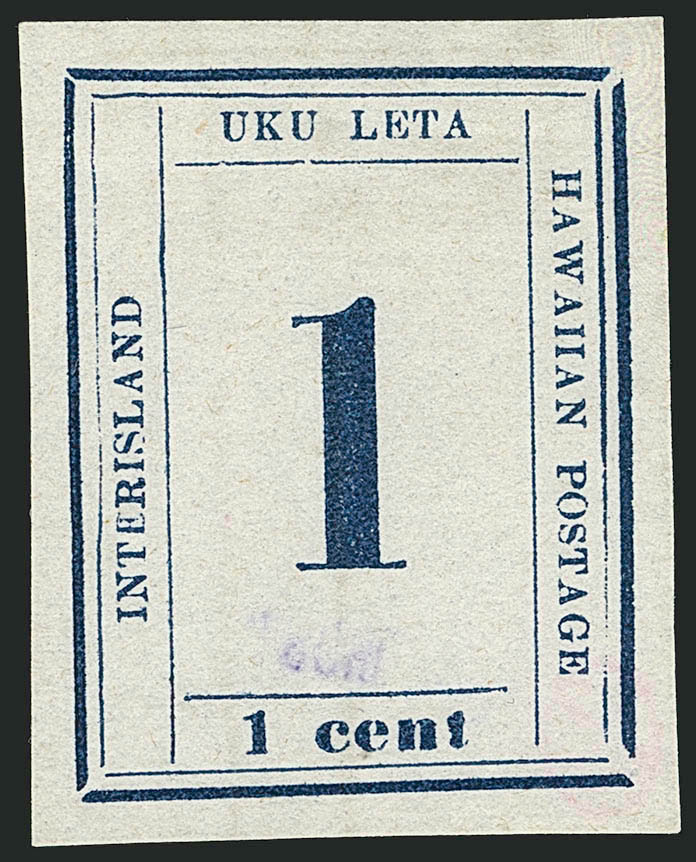 UKU LETA
INTERISLAND
HAWAIIAN POSTAGE
1
1 cent